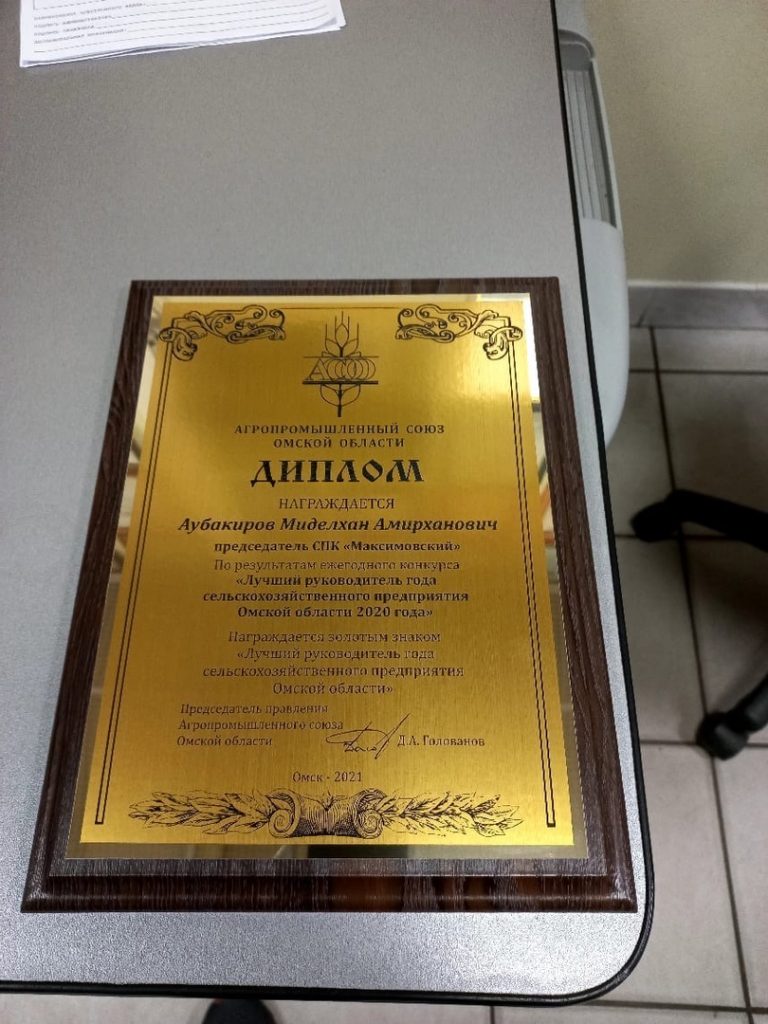 АГРОПРОМЫШЛЕННЫЙ СОЮЗ
ОМСКОЙ ОБЛАСТИ
ДИПЛОМ
НАГРАЖДАЕТСЯ
Аубакиров Миделхан Амирханович
председатель СПК «Максимовский»
По результатам ежегодного конкурса
«Лучший руководитель года
сельскохозяйственного предприятия
Омской области 2020 года»
Награждается золотым знаком
«Лучший руководитель года
сельскохозяйственного предприятия
Омской области»
Председатель правления
Агропромышленного союза
Омской области Д.А. Голованов
Омск - 2021